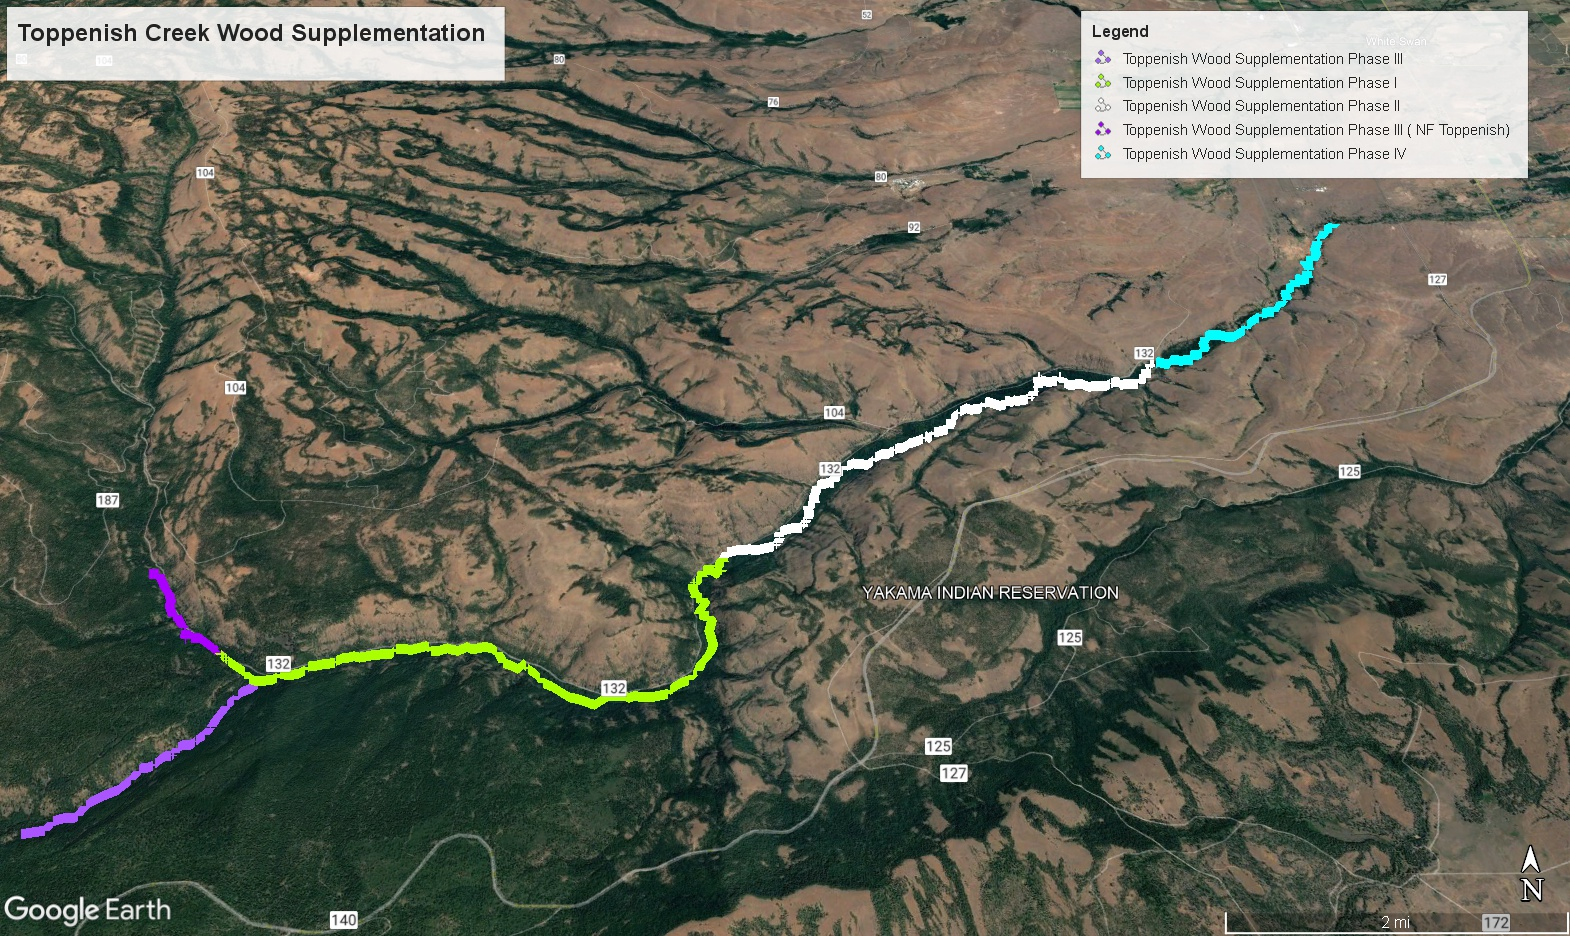 Toppenish Creek Wood Supplementation
Legend
White Swan
Toppenish Wood Supplementation Phase III
Toppenish Wood Supplementation Phase I
Toppenish Wood Supplementation Phase II
Toppenish Wood Supplementation Phase III ( NF Toppenish)
Toppenish Wood Supplementation Phase IV
52
80
104
76
104
80
92
127
132
104
104
132
125
187
YAKAMA INDIAN RESERVATION
125
132
132
125
127
N
Google Earth
140
2 mi
172